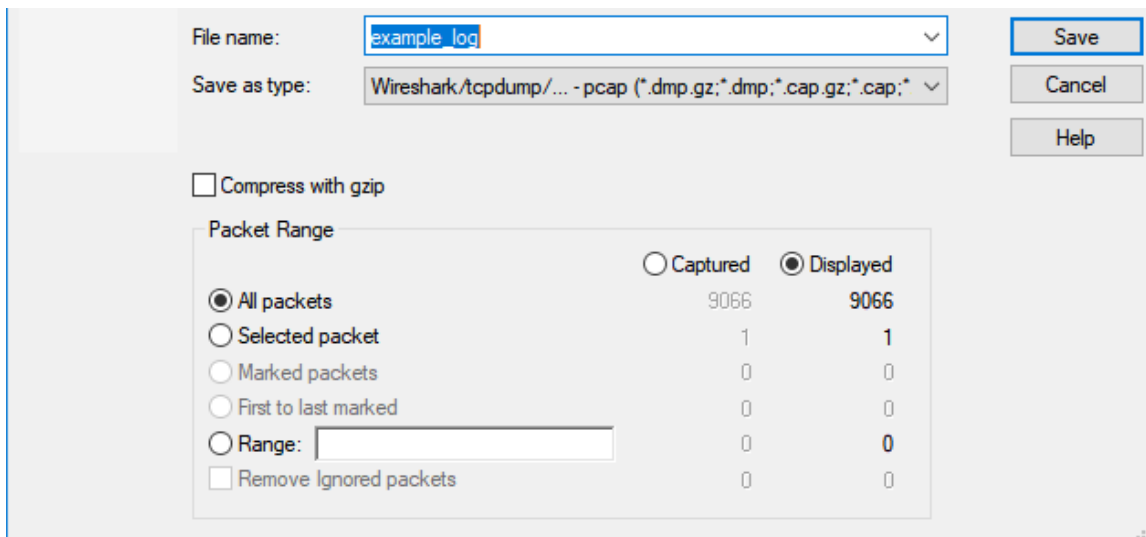 File name: example_log Save
Save as type: Wireshark/tcpdump/... - pcap (*.dmp.gz;*.dmp;*.cap.gz;*.cap;* Cancel
Help
Compress with gzip
Packet Range
Captured Displayed
All packets 9066 9066
Selected packet 1 1
Marked packets 0 0
First to last marked 0 0
Range: 0 0
Remove Ignored packets 0 0